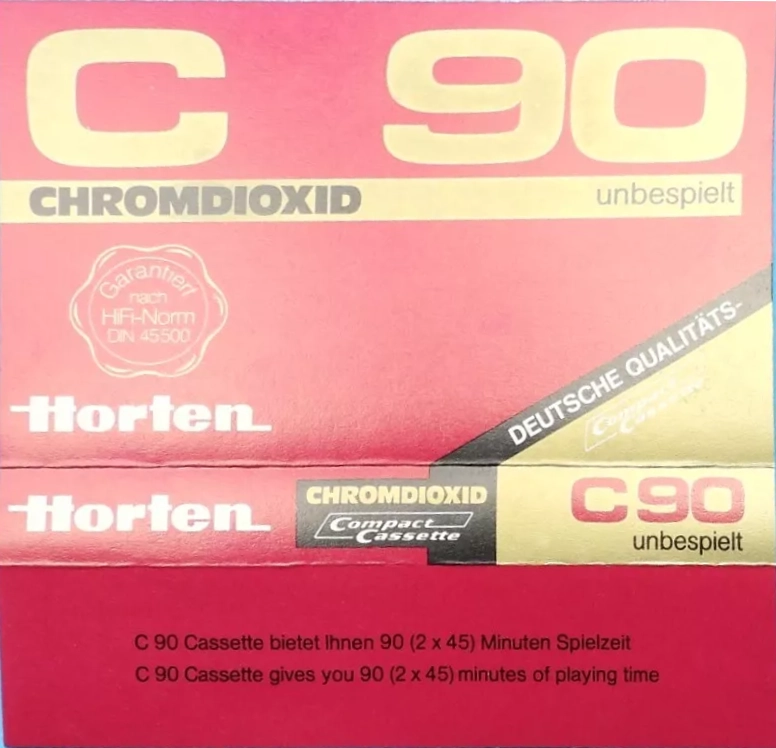 C 90
CHROMDIOXID unbespielt
Garantiert
nach
HiFi-Norm
DIN 45500
DEUTSCHE QUALITÄTS-
Compact
Cassette
Horten
Horten
CHROMDIOXID
Compact
Cassette
C90
unbespielt
C 90 Cassette bietet Ihnen 90 (2 x 45) Minuten Spielzeit
C 90 Cassette gives you 90 (2 x 45) minutes of playing time